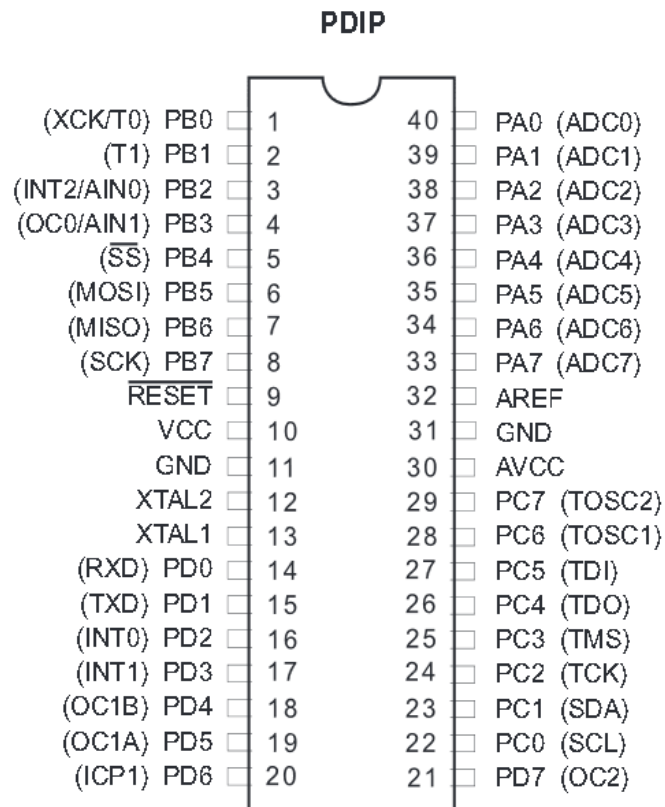 PDIP
(XCK/T0) PB0 1 40 PA0 (ADC0)
(T1) PB1 2 39 PA1 (ADC1)
(INT2/AIN0) PB2 3 38 PA2 (ADC2)
(OC0/AIN1) PB3 4 37 PA3 (ADC3)
(SS) PB4 5 36 PA4 (ADC4)
(MOSI) PB5 6 35 PA5 (ADC5)
(MISO) PB6 7 34 PA6 (ADC6)
(SCK) PB7 8 33 PA7 (ADC7)
RESET 9 32 AREF
VCC 10 31 GND
GND 11 30 AVCC
XTAL2 12 29 PC7 (TOSC2)
XTAL1 13 28 PC6 (TOSC1)
(RXD) PD0 14 27 PC5 (TDI)
(TXD) PD1 15 26 PC4 (TDO)
(INT0) PD2 16 25 PC3 (TMS)
(INT1) PD3 17 24 PC2 (TCK)
(OC1B) PD4 18 23 PC1 (SDA)
(OC1A) PD5 19 22 PC0 (SCL)
(ICP1) PD6 20 21 PD7 (OC2)